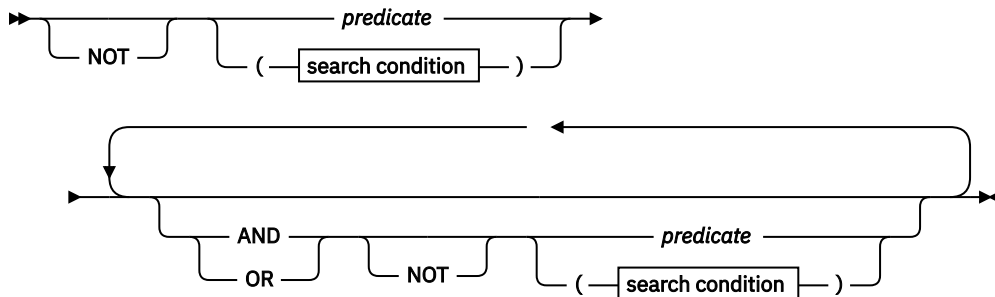 predicate
NOT
( search condition )
AND predicate
OR NOT ( search condition )